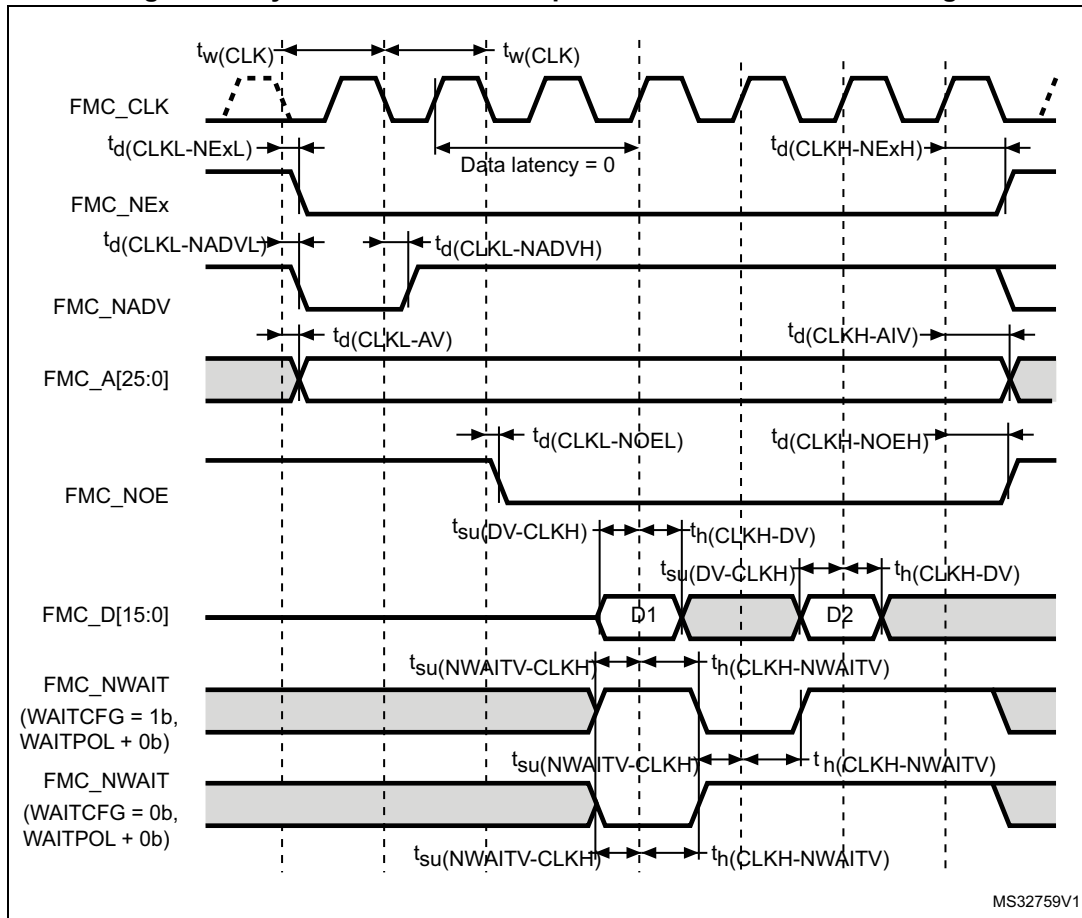 tw(CLK) tw(CLK)
FMC_CLK
td(CLKL-NExL) Data latency = 0 td(CLKH-NExH)
FMC_NEx
td(CLKL-NADVL) td(CLKL-NADVH)
FMC_NADV
td(CLKL-AV) td(CLKH-AIV)
FMC_A[25:0]
td(CLKL-NOEL) td(CLKH-NOEH)
FMC_NOE
tsu(DV-CLKH) th(CLKH-DV)
tsu(DV-CLKH) th(CLKH-DV)
FMC_D[15:0] D1 D2
tsu(NWAITV-CLKH) th(CLKH-NWAITV)
FMC_NWAIT
(WAITCFG = 1b,
WAITPOL + 0b)
tsu(NWAITV-CLKH) th(CLKH-NWAITV)
FMC_NWAIT
(WAITCFG = 0b,
WAITPOL + 0b)
tsu(NWAITV-CLKH) th(CLKH-NWAITV)
MS32759V1